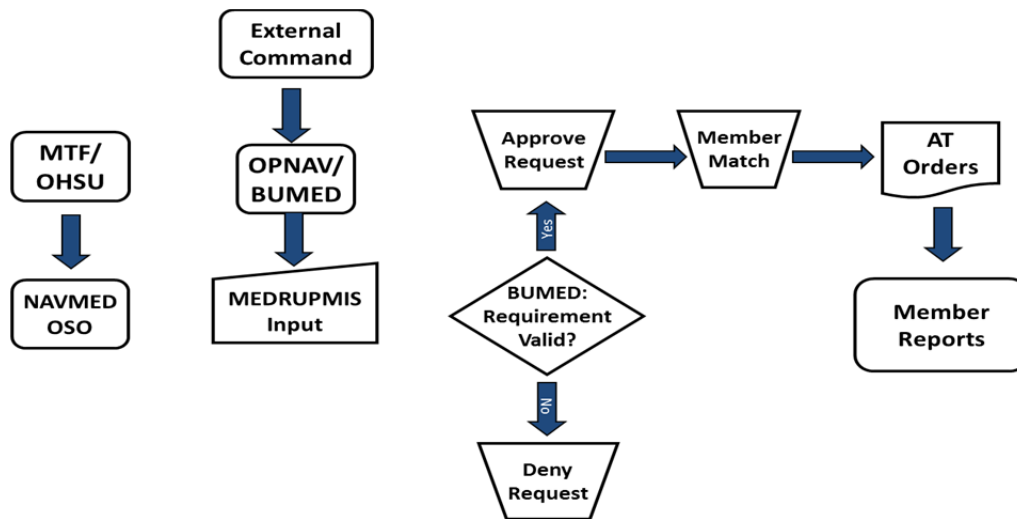 External
Command
MTF/
OHSU
OPNAV/
BUMED
NAVMED
OSO
MEDRUPMIS
Input
Approve
Request
Member
Match
AT
Orders
Yes
BUMED:
Requirement
Valid?
No
Deny
Request
Member
Reports